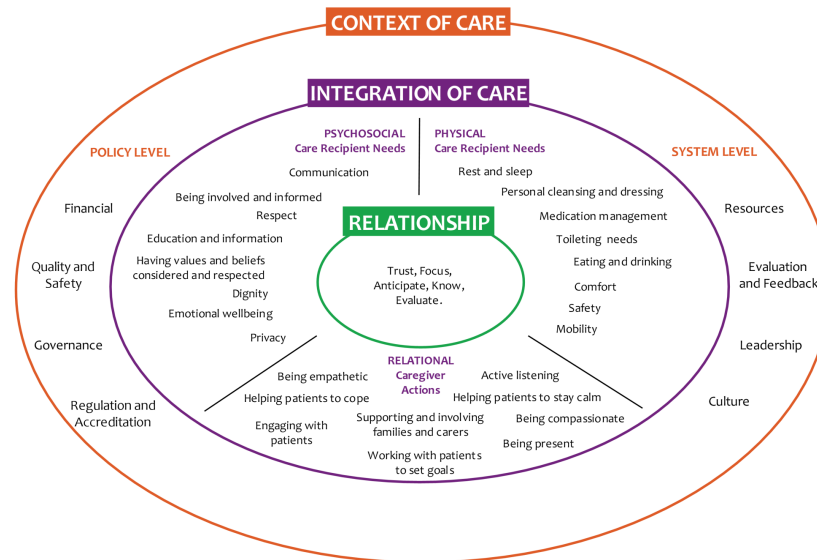 CONTEXT OF CARE
INTEGRATION OF CARE
PSYCHOSOCIAL
Care Recipient Needs
PHYSICAL
Care Recipient Needs
POLICY LEVEL
SYSTEM LEVEL
Communication
Being involved and informed
Respect
Education and information
Having values and beliefs
considered and respected
Dignity
Emotional wellbeing
Privacy
Rest and sleep
Personal cleansing and dressing
Medication management
Toileting needs
Eating and drinking
Comfort
Safety
Mobility
RELATIONSHIP
Trust, Focus,
Anticipate, Know,
Evaluate.
Financial
Quality and
Safety
Governance
Regulation and
Accreditation
Resources
Evaluation
and Feedback
Leadership
Culture
RELATIONAL
Caregiver
Actions
Being empathetic
Helping patients to cope
Engaging with
patients
Supporting and involving
families and carers
Working with patients
to set goals
Active listening
Helping patients to stay calm
Being compassionate
Being present